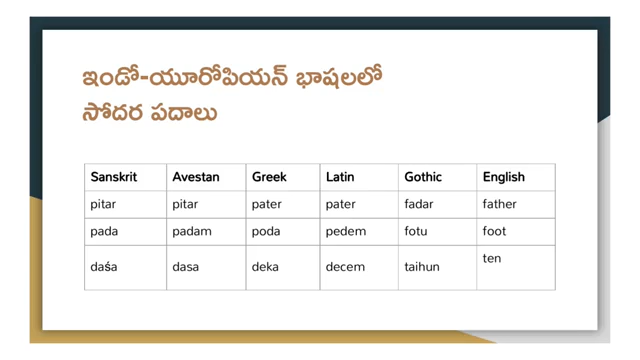 ఇండో-యూరోపియన్ భాషలలో
సోదర పదాలు
Sanskrit Avestan Greek Latin Gothic English
pitar pitar pater pater fadar father
pada padam poda pedem fotu foot
daśa dasa deka decem taihun ten